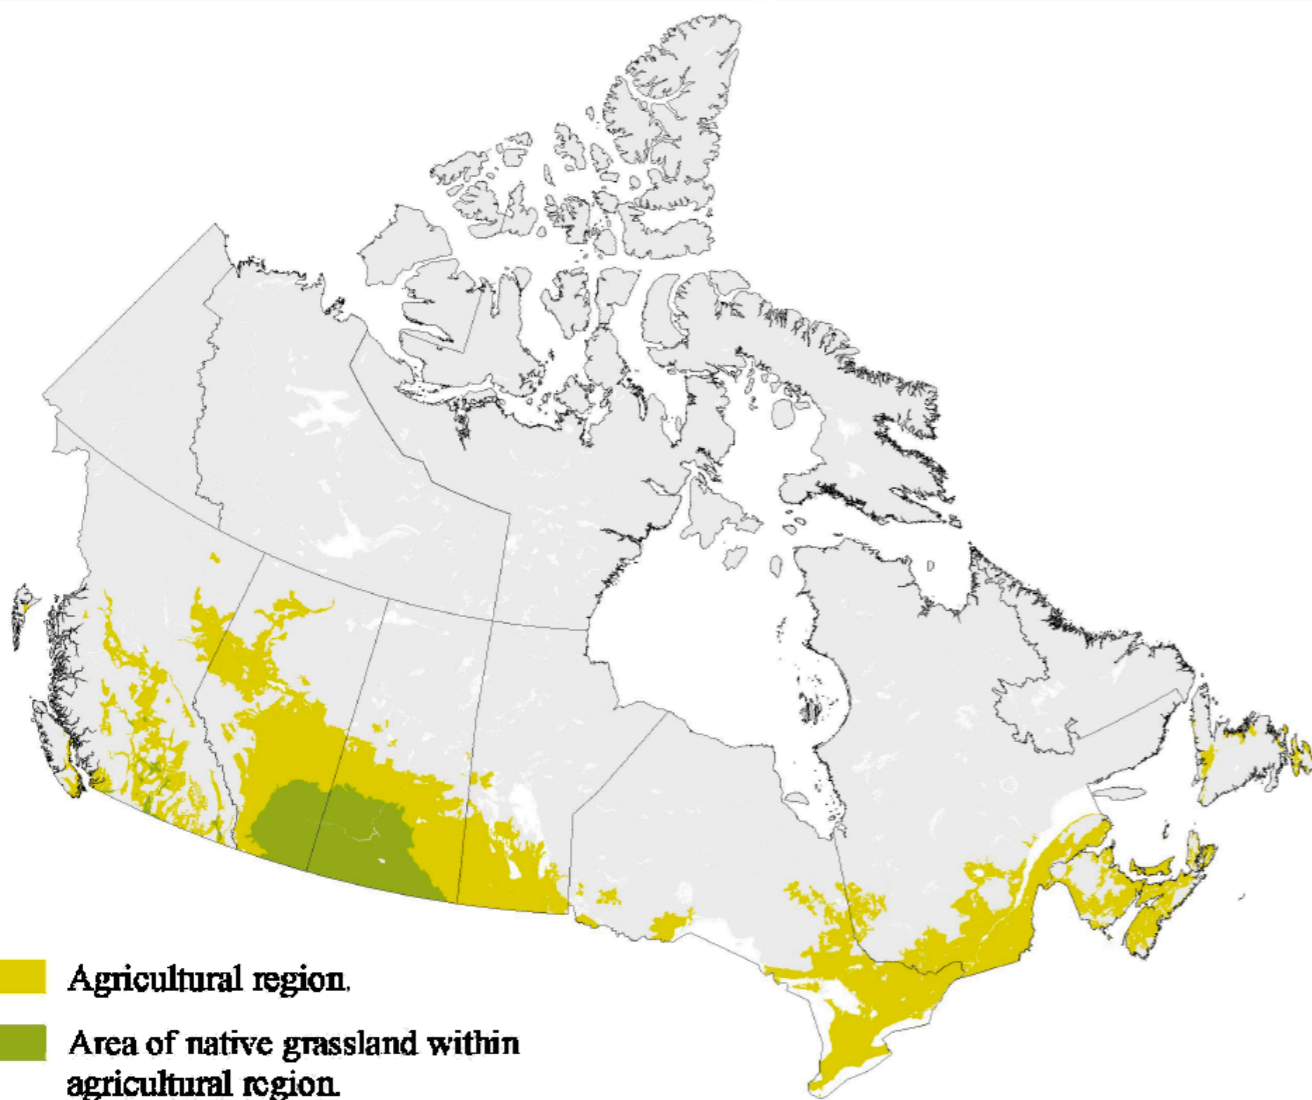 Agricultural region.
Area of native grassland within
agricultural region.